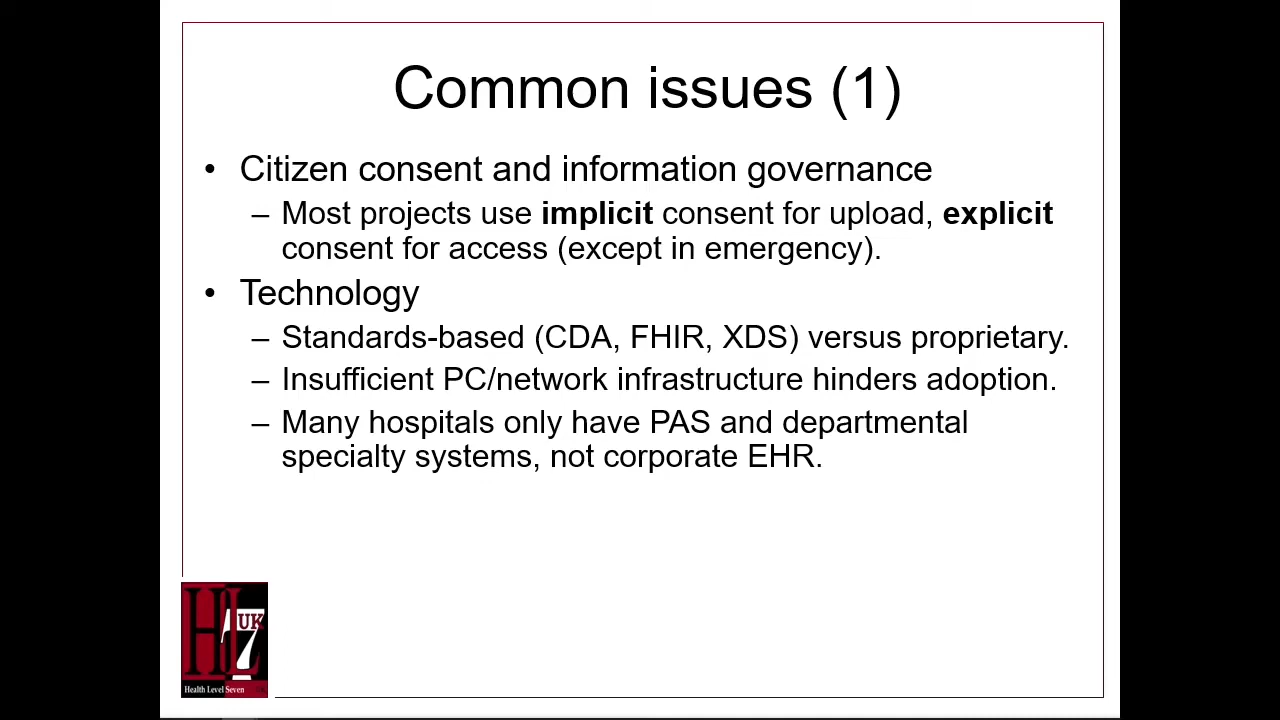 Common issues (1)
• Citizen consent and information governance
– Most projects use implicit consent for upload, explicit
consent for access (except in emergency).
• Technology
– Standards-based (CDA, FHIR, XDS) versus proprietary.
– Insufficient PC/network infrastructure hinders adoption.
– Many hospitals only have PAS and departmental
specialty systems, not corporate EHR.
HL7
UK
Health Level Seven